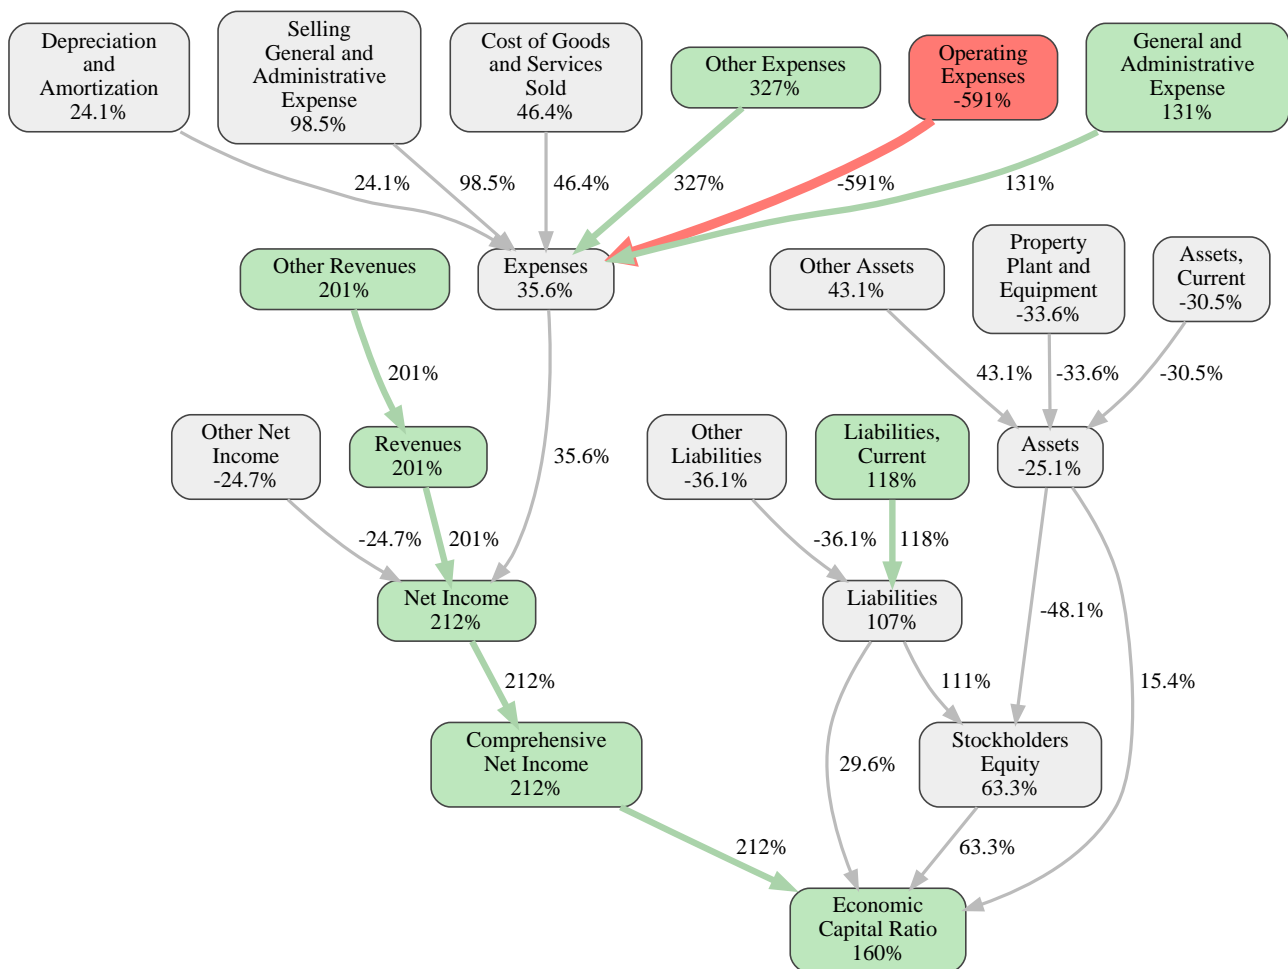 Depreciation
and
Amortization
24.1%
Selling
General and
Administrative
Expense
98.5%
Cost of Goods
and Services
Sold
46.4%
Other Expenses
327%
Operating
Expenses
-591%
General and
Administrative
Expense
131%
24.1%
98.5%
46.4%
327%
-591%
131%
Other Revenues
201%
Expenses
35.6%
Other Assets
43.1%
Property
Plant and
Equipment
-33.6%
Assets,
Current
-30.5%
201%
43.1%
-33.6%
-30.5%
Other Net
Income
-24.7%
Revenues
201%
35.6%
Other
Liabilities
-36.1%
Liabilities,
Current
118%
Assets
-25.1%
-24.7%
201%
-36.1%
118%
Net Income
212%
Liabilities
107%
-48.1%
212%
111%
15.4%
Comprehensive
Net Income
212%
29.6%
Stockholders
Equity
63.3%
212%
63.3%
Economic
Capital Ratio
160%